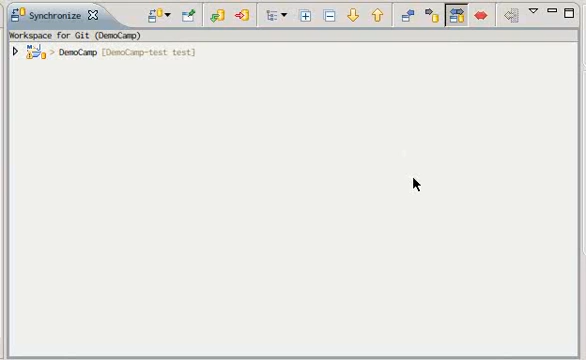 Synchronize
Workspace for Git (DemoCamp)
> DemoCamp [DemoCamp-test test]